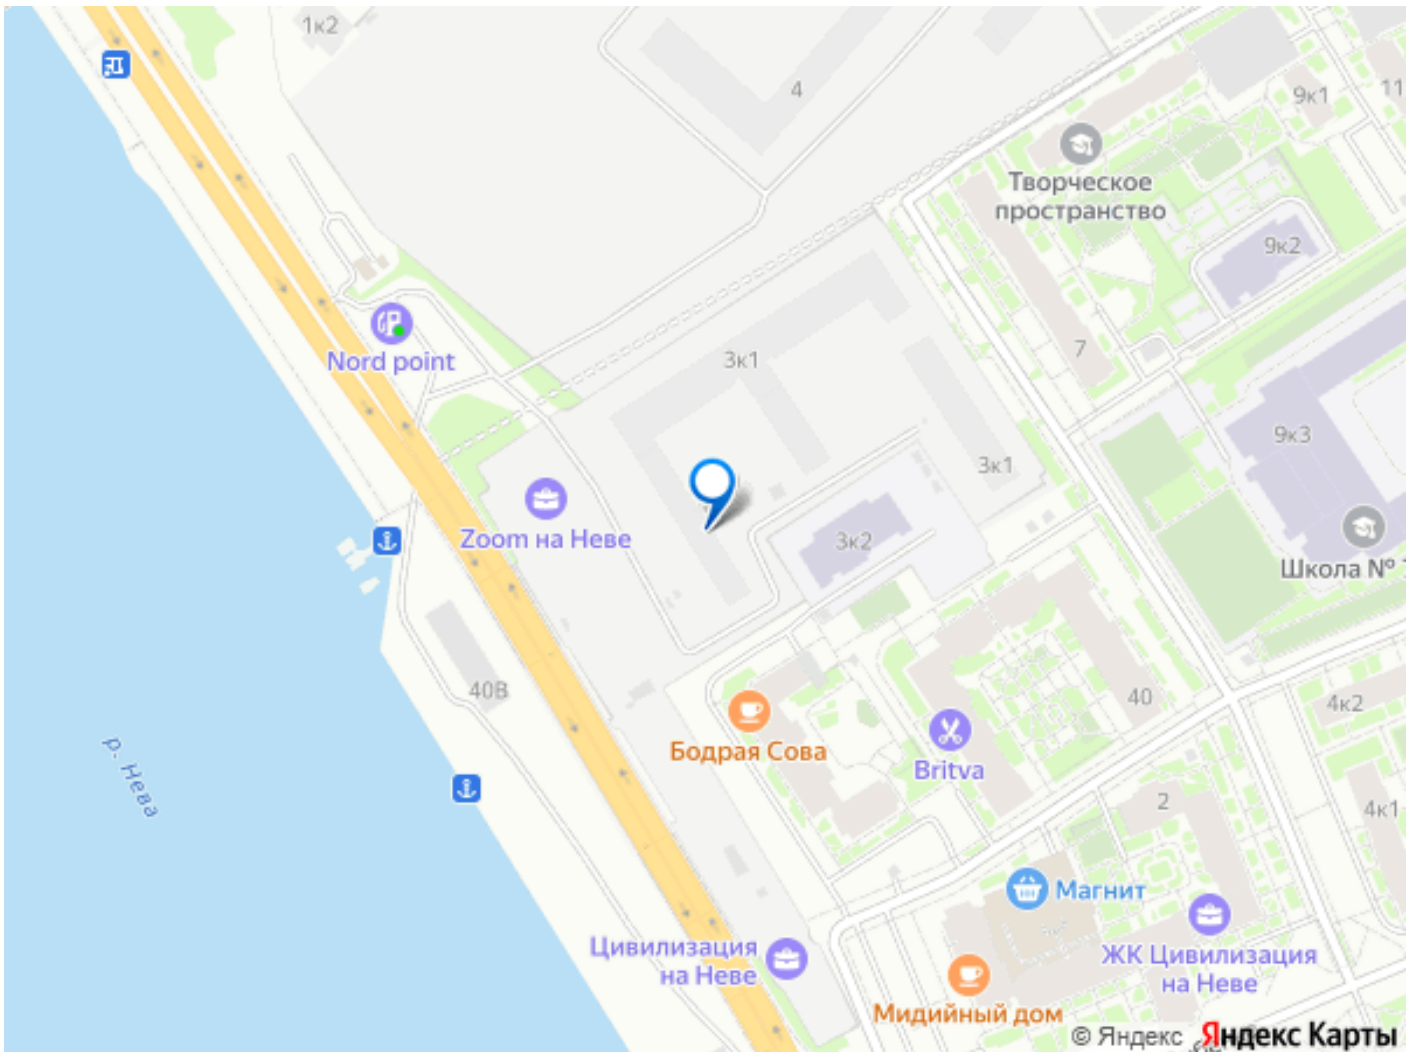 1к2
4
9к1
11
Творческое
пространство
9к2
Nord point
3к1
7
9к3
3к1
Zoom на Неве
3к2
Школа №
40В
40
4к2
Бодрая Сова
Britva
р. Нева
2
4к1
Магнит
Цивилизация
на Неве
ЖК Цивилизация
на Неве
Мидийный дом
© Яндекс Яндекс Карты